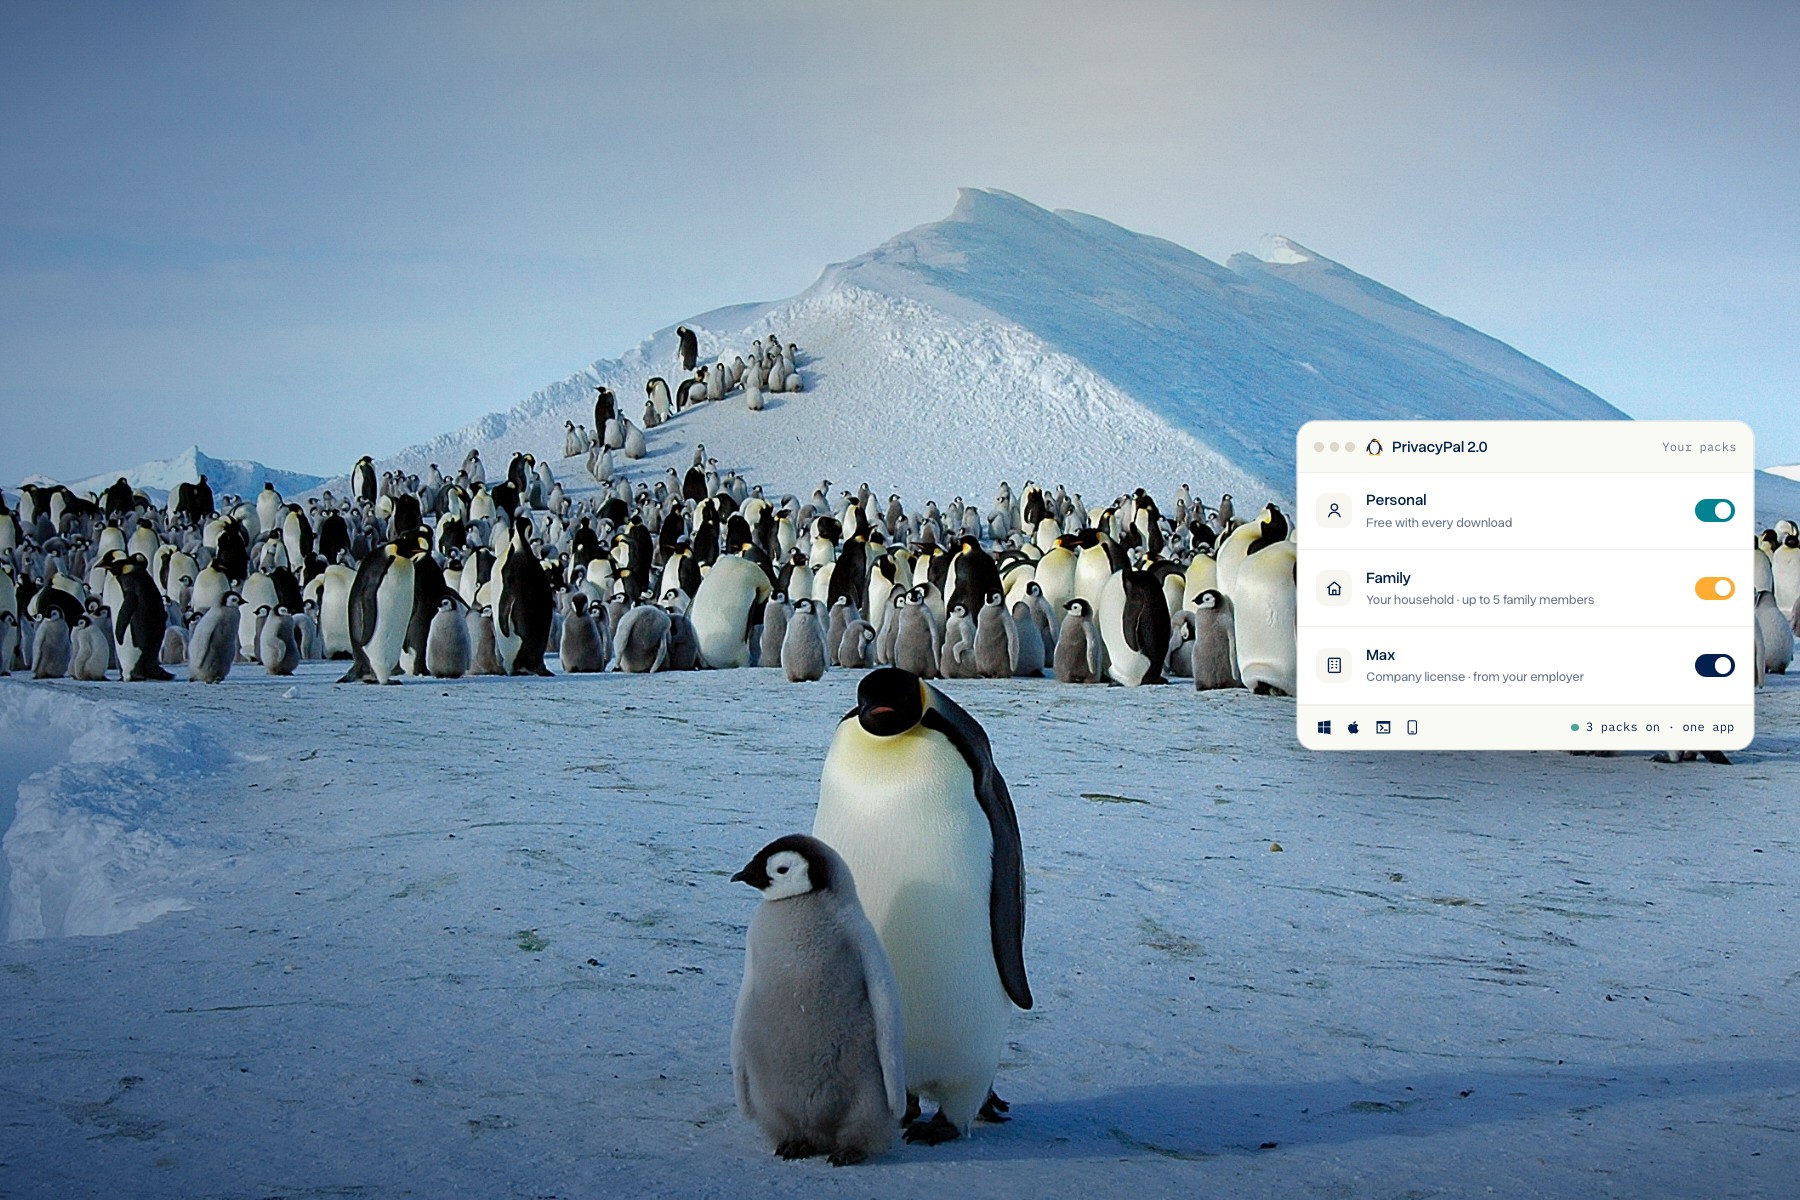 PrivacyPal 2.0
Your packs
Personal
Free with every download
Family
Your household · up to 5 family members
Max
Company license · from your employer
3 packs on · one app